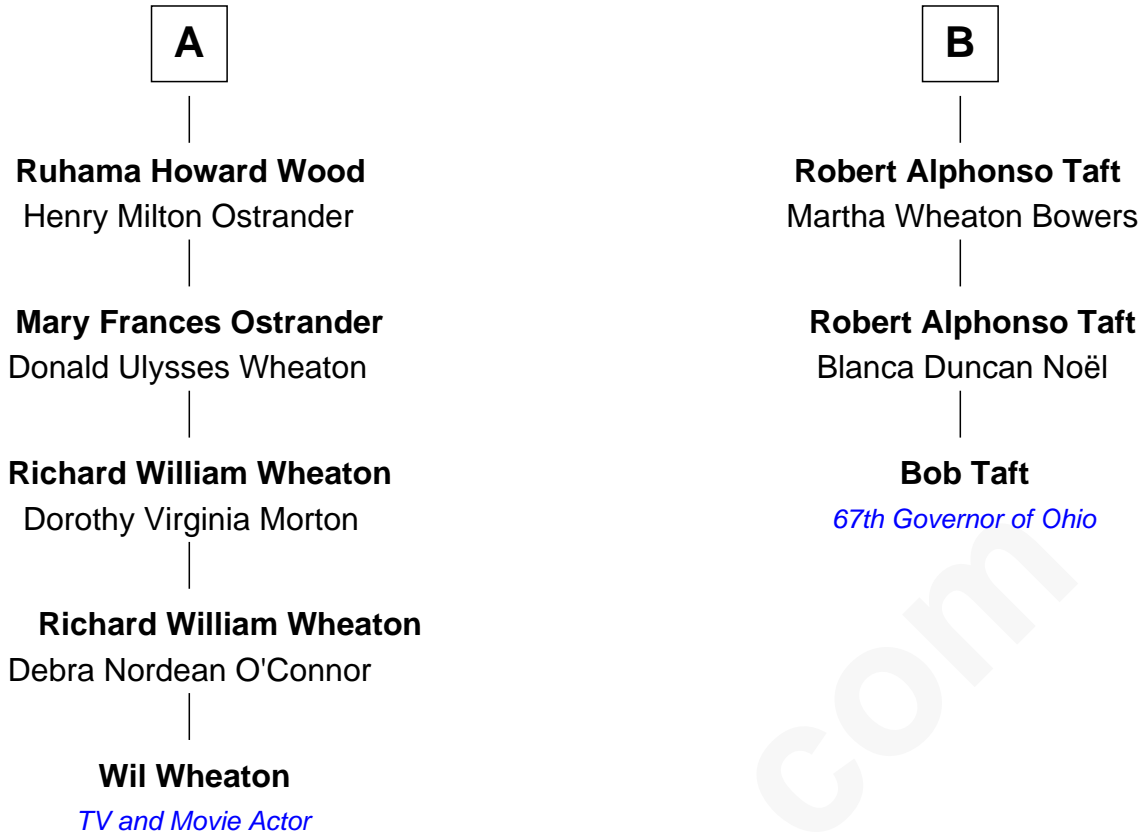 A
Ruhama Howard Wood
Henry Milton Ostrander
Mary Frances Ostrander
Donald Ulysses Wheaton
Richard William Wheaton
Dorothy Virginia Morton
Richard William Wheaton
Debra Nordean O'Connor
Wil Wheaton
TV and Movie Actor
B
Robert Alphonso Taft
Martha Wheaton Bowers
Robert Alphonso Taft
Blanca Duncan Noël
Bob Taft
67th Governor of Ohio
com